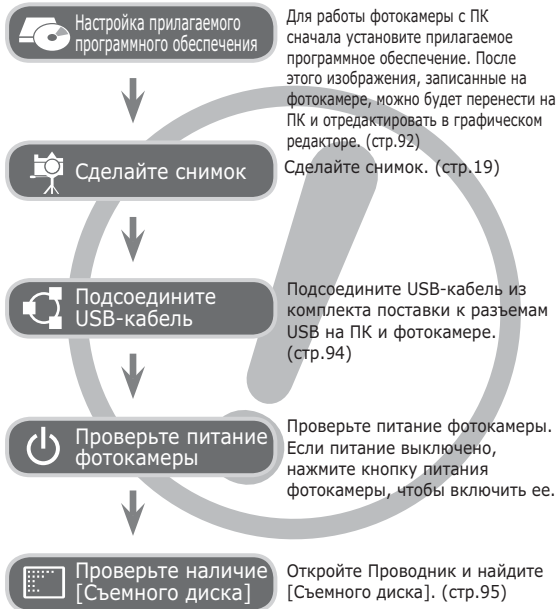 Настройка прилагаемого
программного обеспечения
Для работы фотокамеры с ПК
сначала установите прилагаемое
программное обеспечение. После
этого изображения, записанные на
фотокамере, можно будет перенести на
ПК и отредактировать в графическом
редакторе. (стр.92)
Сделайте снимок
Сделайте снимок. (стр.19)
Подсоедините
USB-кабель
Подсоедините USB-кабель из
комплекта поставки к разъемам
USB на ПК и фотокамере.
(стр.94)
Проверьте питание
фотокамеры
Проверьте питание фотокамеры.
Если питание выключено,
нажмите кнопку питания
фотокамеры, чтобы включить ее.
Проверьте наличие
[Съемного диска]
Откройте Проводник и найдите
[Съемного диска]. (стр.95)